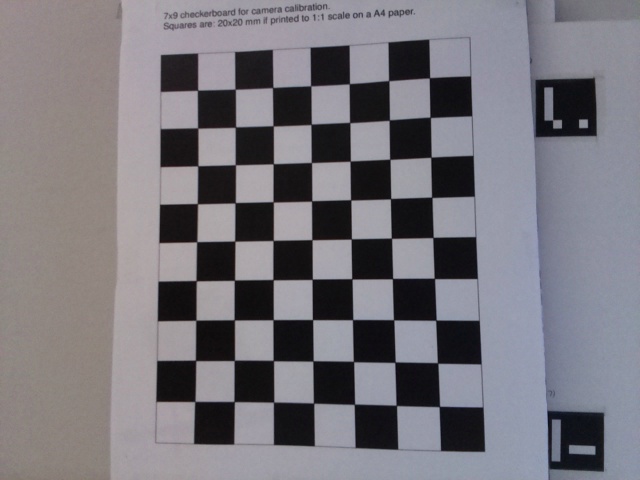 7x9 checkerboard for camera calibration.
Squares are: 20x20 mm if printed to 1:1 scale on a A4 paper.